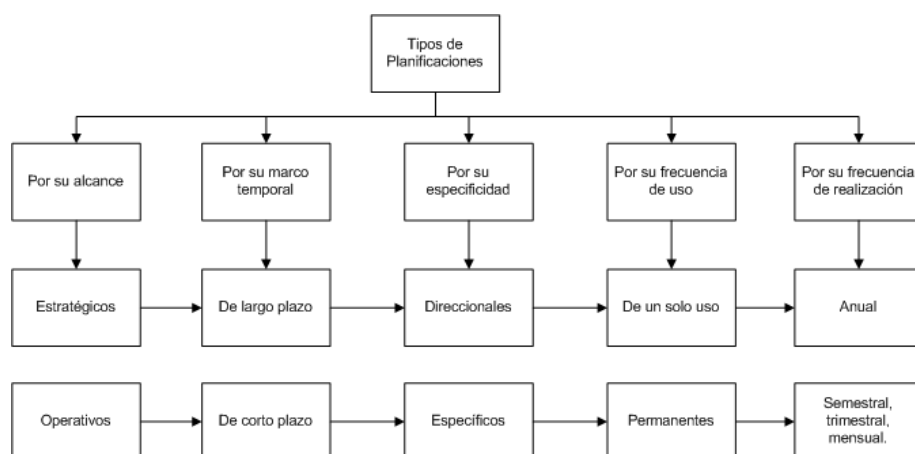 Tipos de
Planificaciones
Por su alcance
Por su marco
temporal
Por su
especificidad
Por su frecuencia
de uso
Por su frecuencia
de realización
Estratégicos
De largo plazo
Direccionales
De un solo uso
Anual
Operativos
De corto plazo
Específicos
Permanentes
Semestral,
trimestral,
mensual.